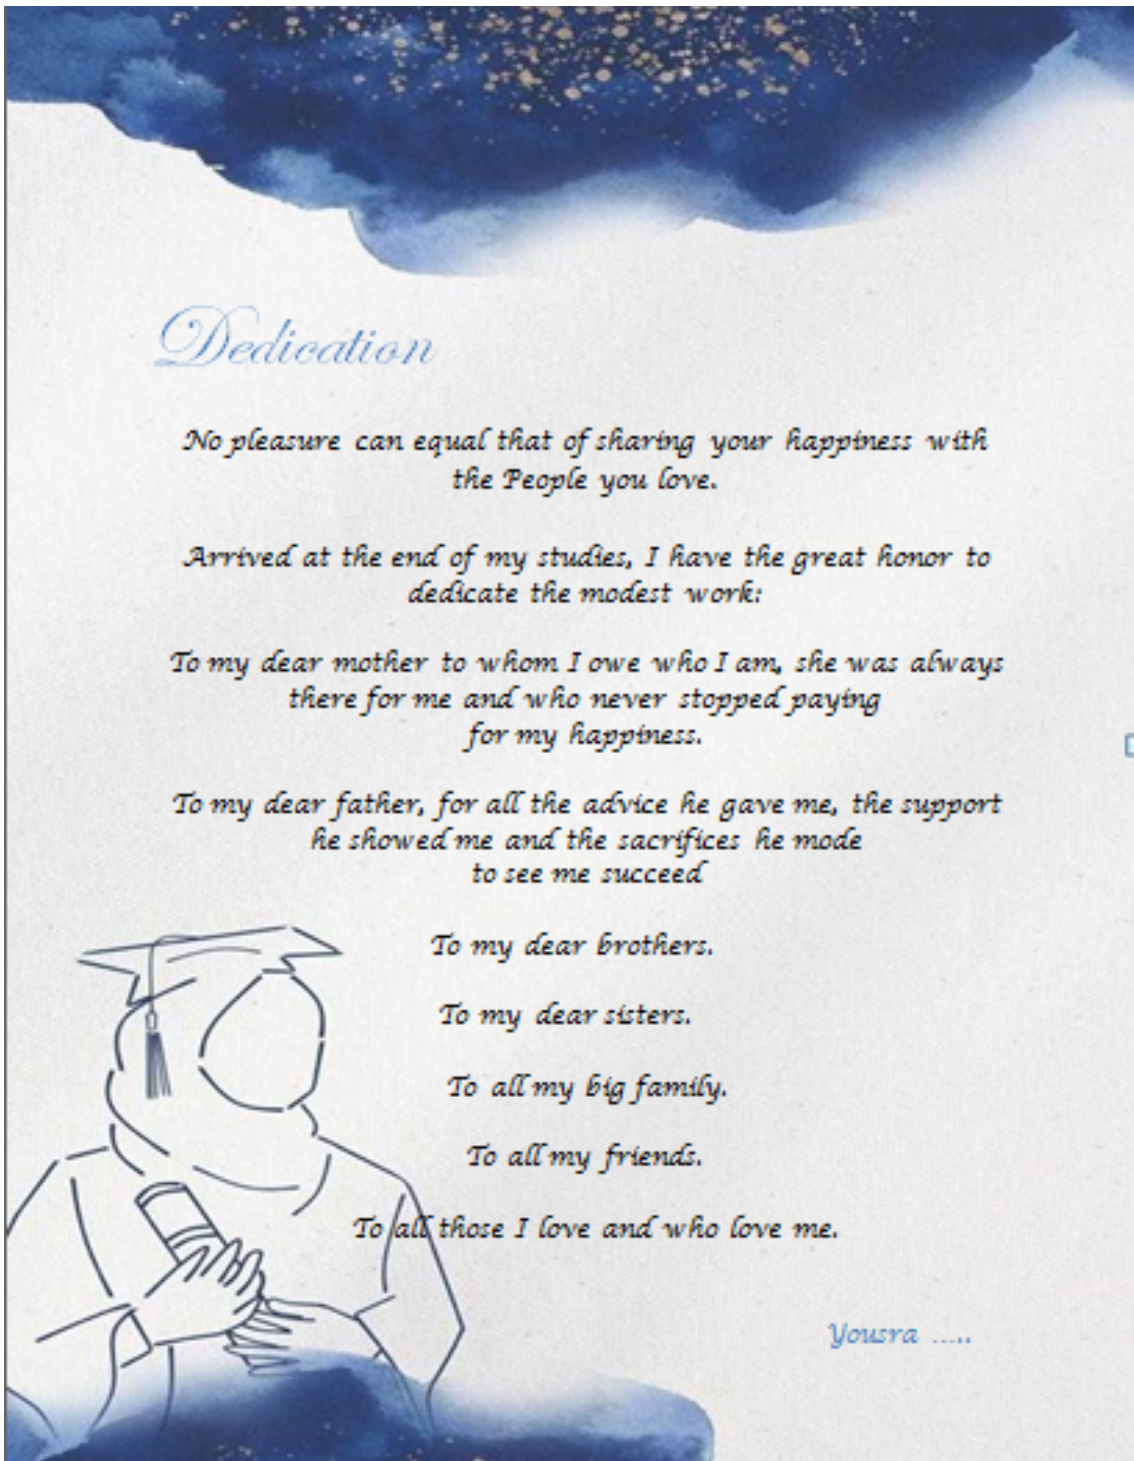 Dedication
No pleasure can equal that of sharing your happiness with
the People you love.
Arrived at the end of my studies, I have the great honor to
dedicate the modest work:
To my dear mother to whom I owe who I am, she was always
there for me and who never stopped paying
for my happiness.
To my dear father, for all the advice he gave me, the support
he showed me and the sacrifices he mode
to see me succeed
To my dear brothers.
To my dear sisters.
To all my big family.
To all my friends.
To all those I love and who love me.
Yousra .....